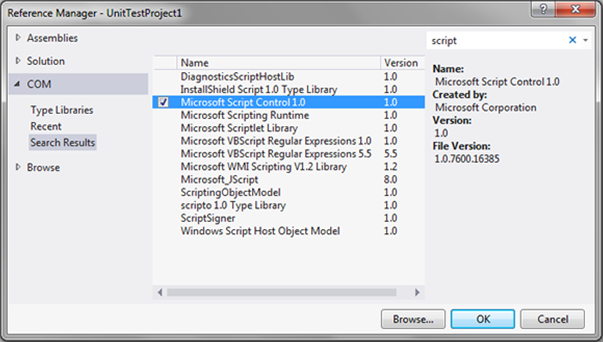 Reference Manager - UnitTestProject1
Assemblies
Solution
COM
Type Libraries
Recent
Search Results
Browse
Name Version
DiagnosticsScriptHostLib 1.0
InstallShield Script 1.0 Type Library 1.0
Microsoft Script Control 1.0 1.0
Microsoft Scripting Runtime 1.0
Microsoft Scriptlet Library 1.0
Microsoft VBScript Regular Expressions 1.0 1.0
Microsoft VBScript Regular Expressions 5.5 5.5
Microsoft WMI Scripting V1.2 Library 1.2
Microsoft_JScript 8.0
ScriptingObjectModel 1.0
scripto 1.0 Type Library 1.0
ScriptSigner 1.0
Windows Script Host Object Model 1.0
script
Name:
Microsoft Script Control 1.0
Created by:
Microsoft Corporation
Version:
1.0
File Version:
1.0.7600.16385
Browse... OK Cancel